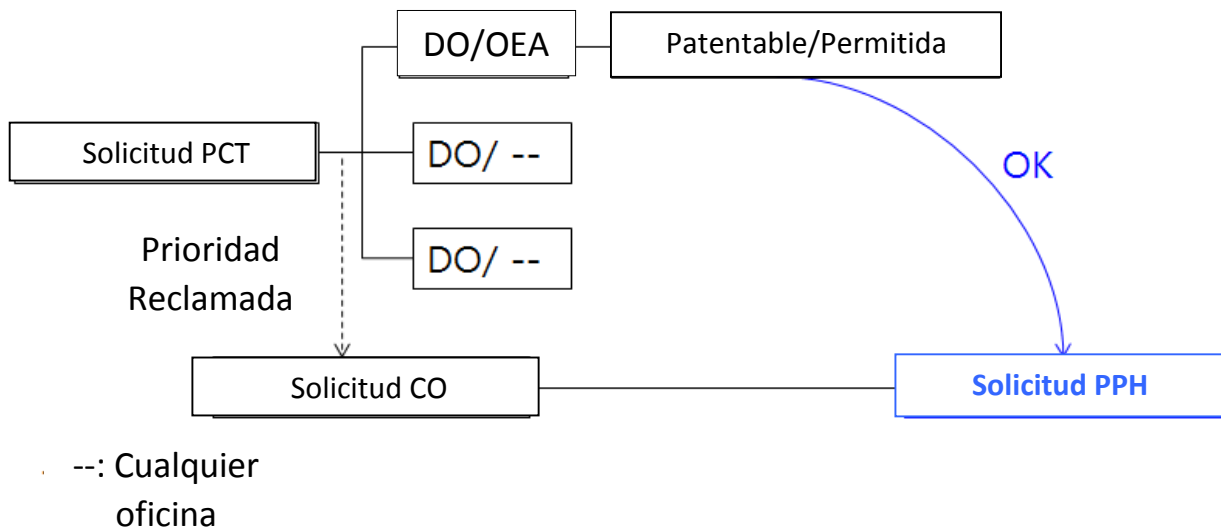 DO/OEA
Patentable/Permitida
Solicitud PCT
DO/ --
OK
Prioridad
Reclamada
DO/ --
Solicitud CO
Solicitud PPH
--: Cualquier
oficina